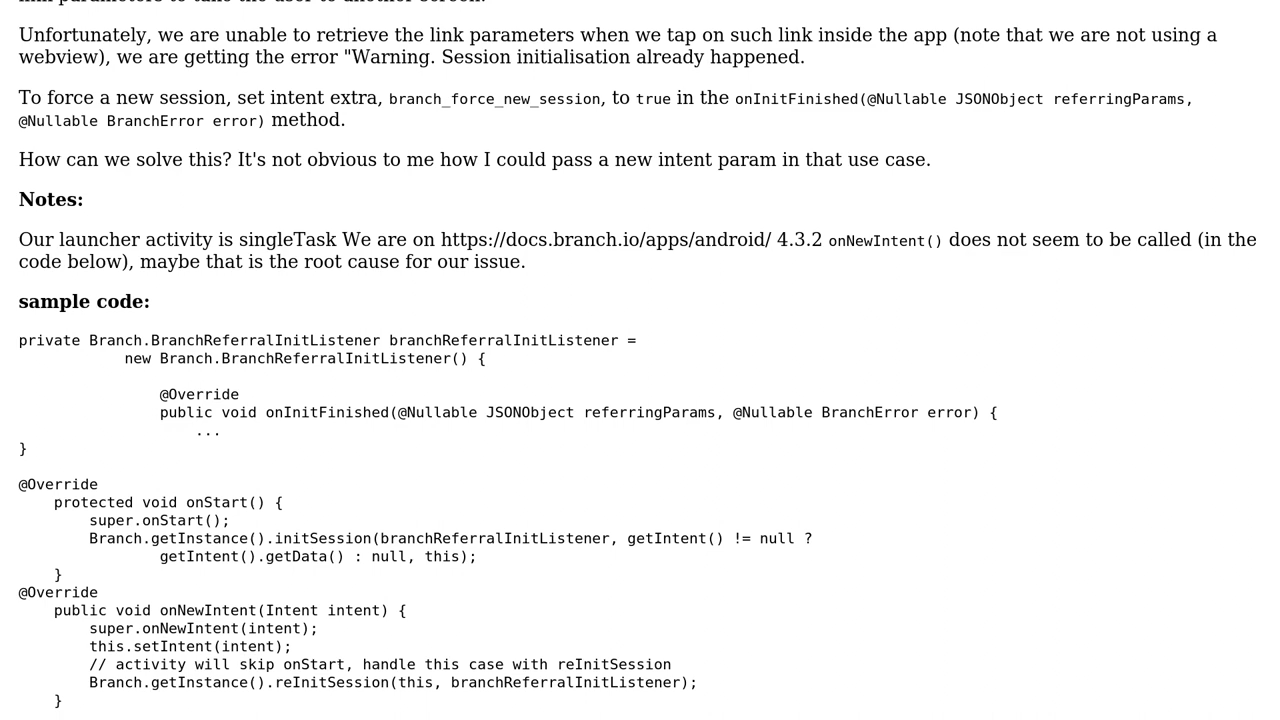 link parameters to take the user to another screen.
Unfortunately, we are unable to retrieve the link parameters when we tap on such link inside the app (note that we are not using a
webview), we are getting the error "Warning. Session initialisation already happened.
To force a new session, set intent extra, branch_force_new_session, to true in the onInitFinished(@Nullable JSONObject referringParams,
@Nullable BranchError error) method.
How can we solve this? It's not obvious to me how I could pass a new intent param in that use case.
Notes:
Our launcher activity is singleTask We are on https://docs.branch.io/apps/android/ 4.3.2 onNewIntent() does not seem to be called (in the
code below), maybe that is the root cause for our issue.
sample code:
private Branch.BranchReferralInitListener branchReferralInitListener =
            new Branch.BranchReferralInitListener() {
                @Override
                public void onInitFinished(@Nullable JSONObject referringParams, @Nullable BranchError error) {
                    ...
}
@Override
    protected void onStart() {
        super.onStart();
        Branch.getInstance().initSession(branchReferralInitListener, getIntent() != null ?
                getIntent().getData() : null, this);
    }
@Override
    public void onNewIntent(Intent intent) {
        super.onNewIntent(intent);
        this.setIntent(intent);
        // activity will skip onStart, handle this case with reInitSession
        Branch.getInstance().reInitSession(this, branchReferralInitListener);
    }